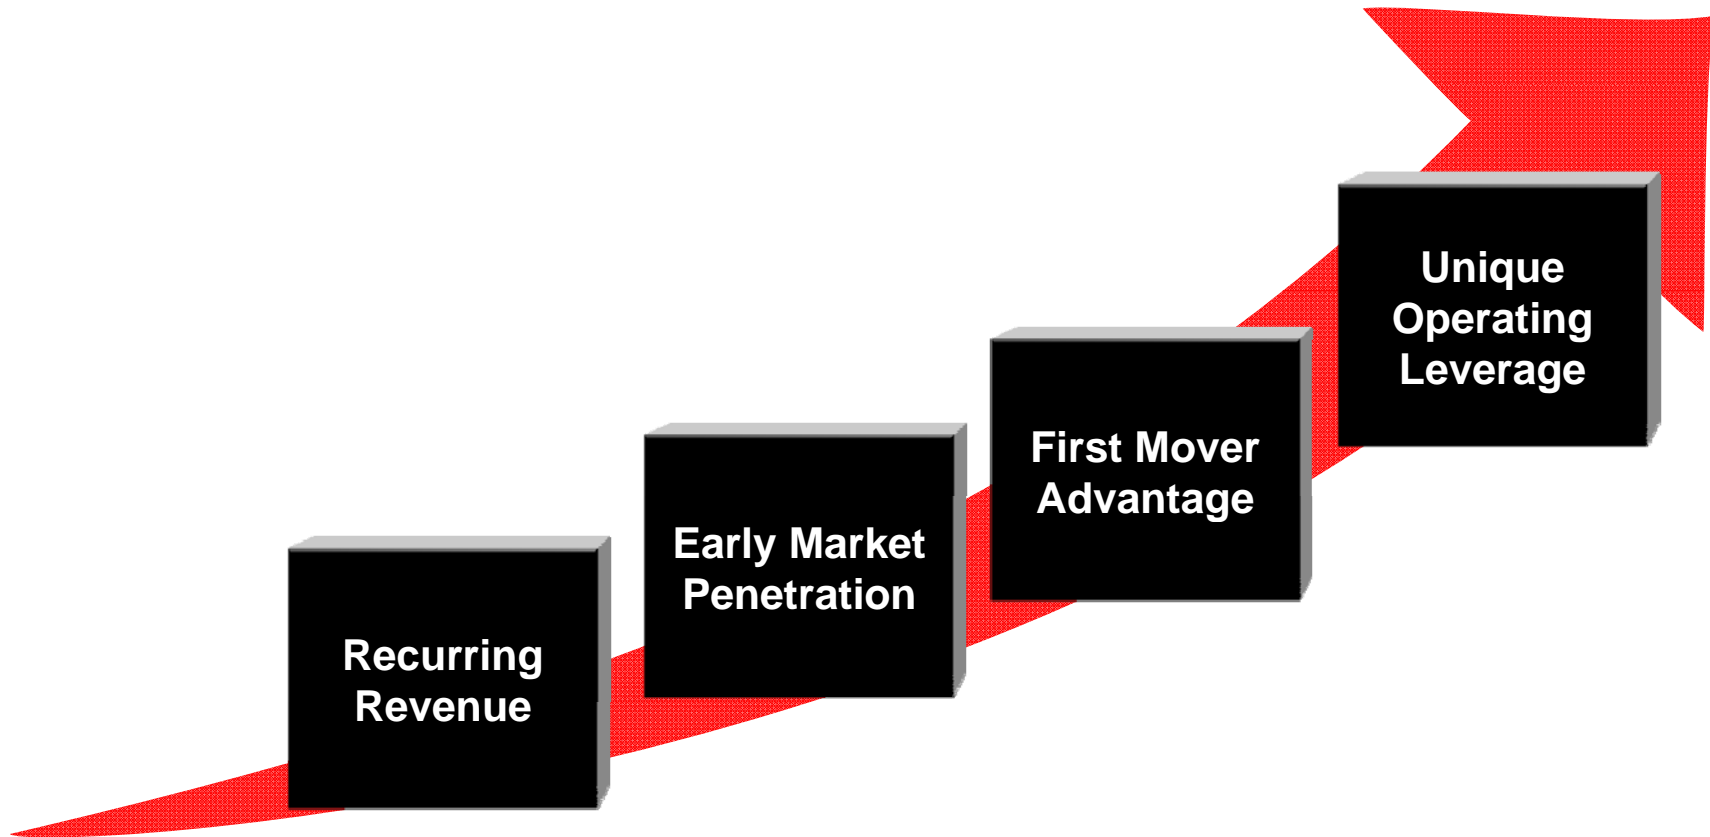 Recurring
Revenue
Early Market
Penetration
First Mover
Advantage
Unique
Operating
Leverage